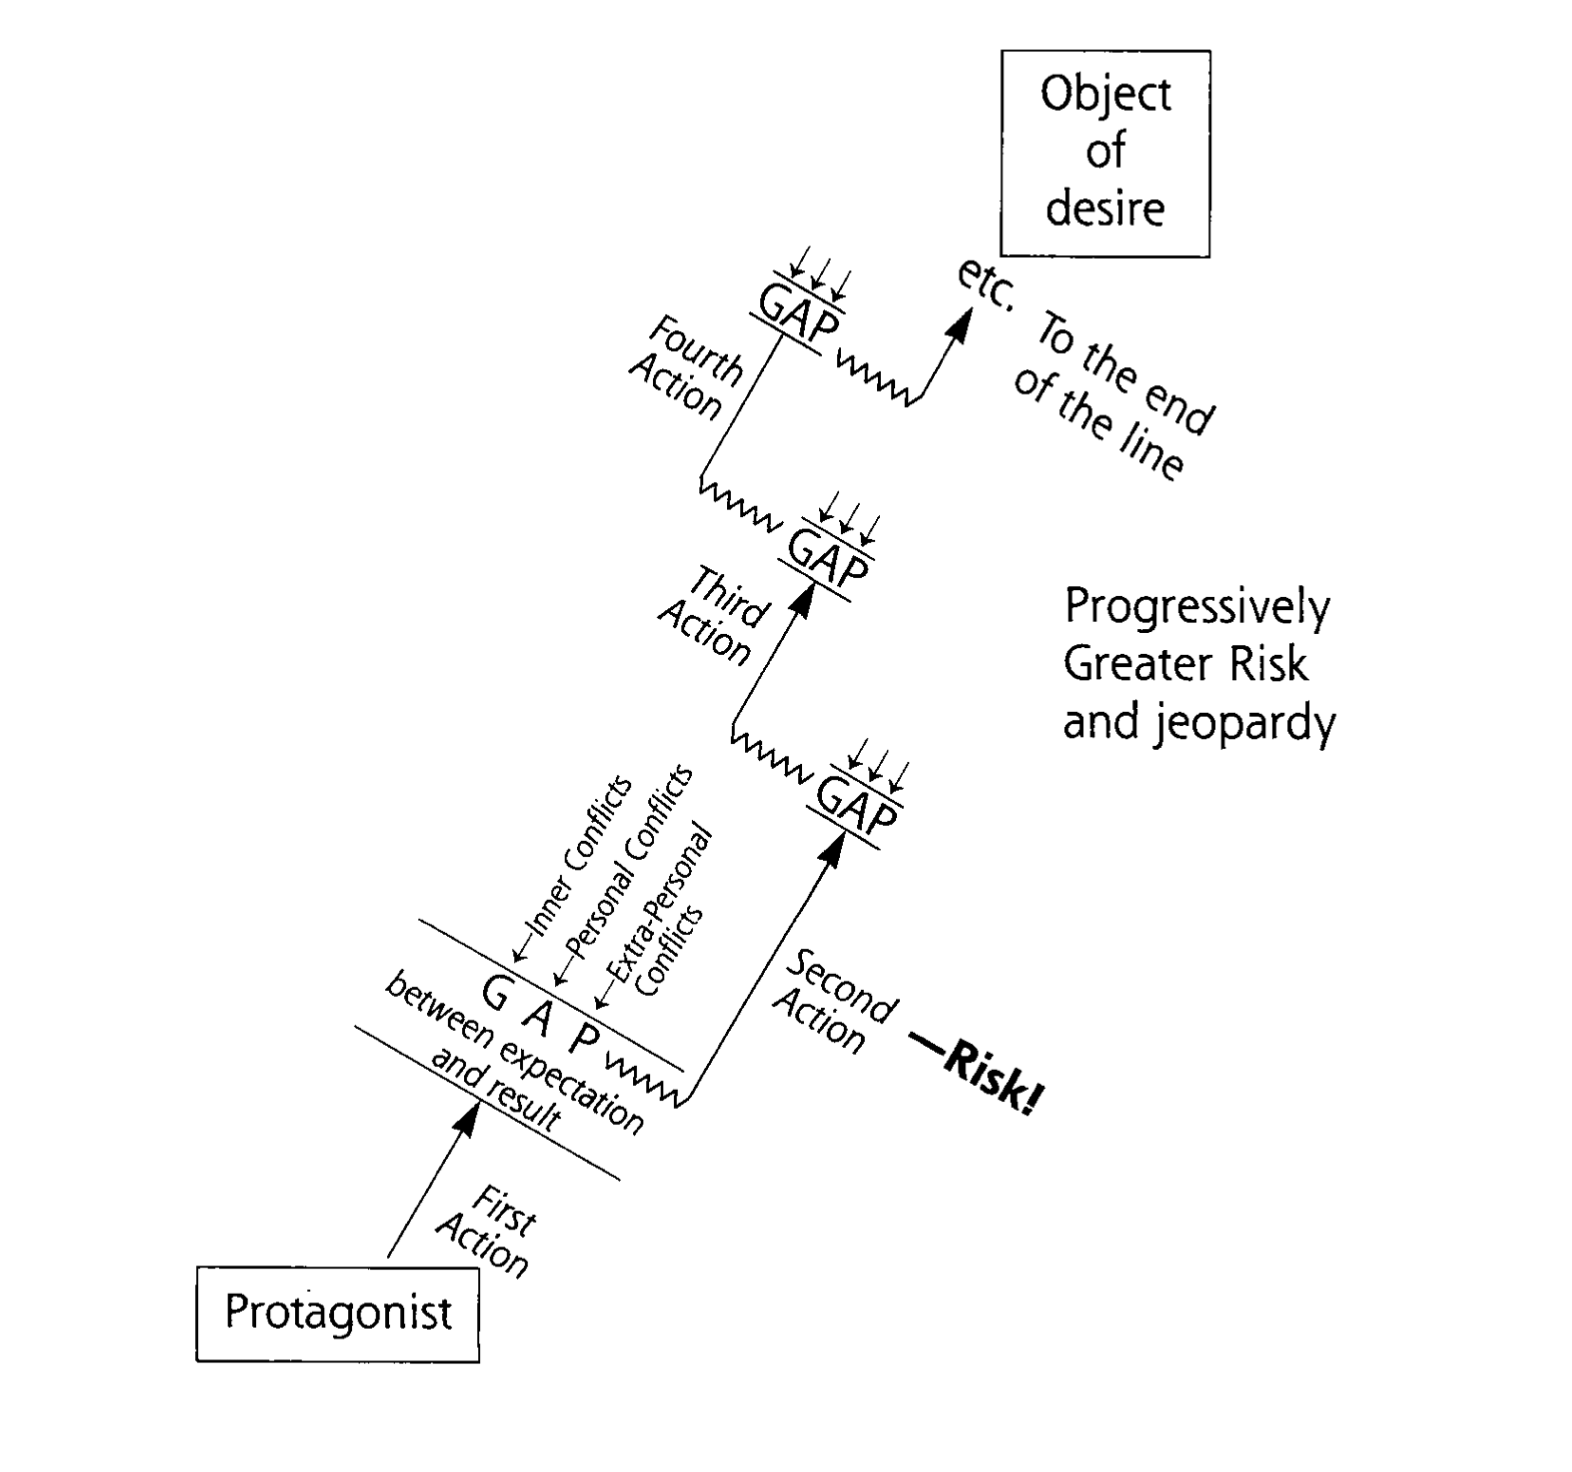 Object
of
desire
etc. To the end
of the line
GAP
Fourth
Action
GAP
Third
Action
Progressively
Greater Risk
and jeopardy
GAP
Inner Conflicts
Personal Conflicts
Extra-Personal
Conflicts
G A P
between expectation
and result
Second
Action
—Risk!
First
Action
Protagonist